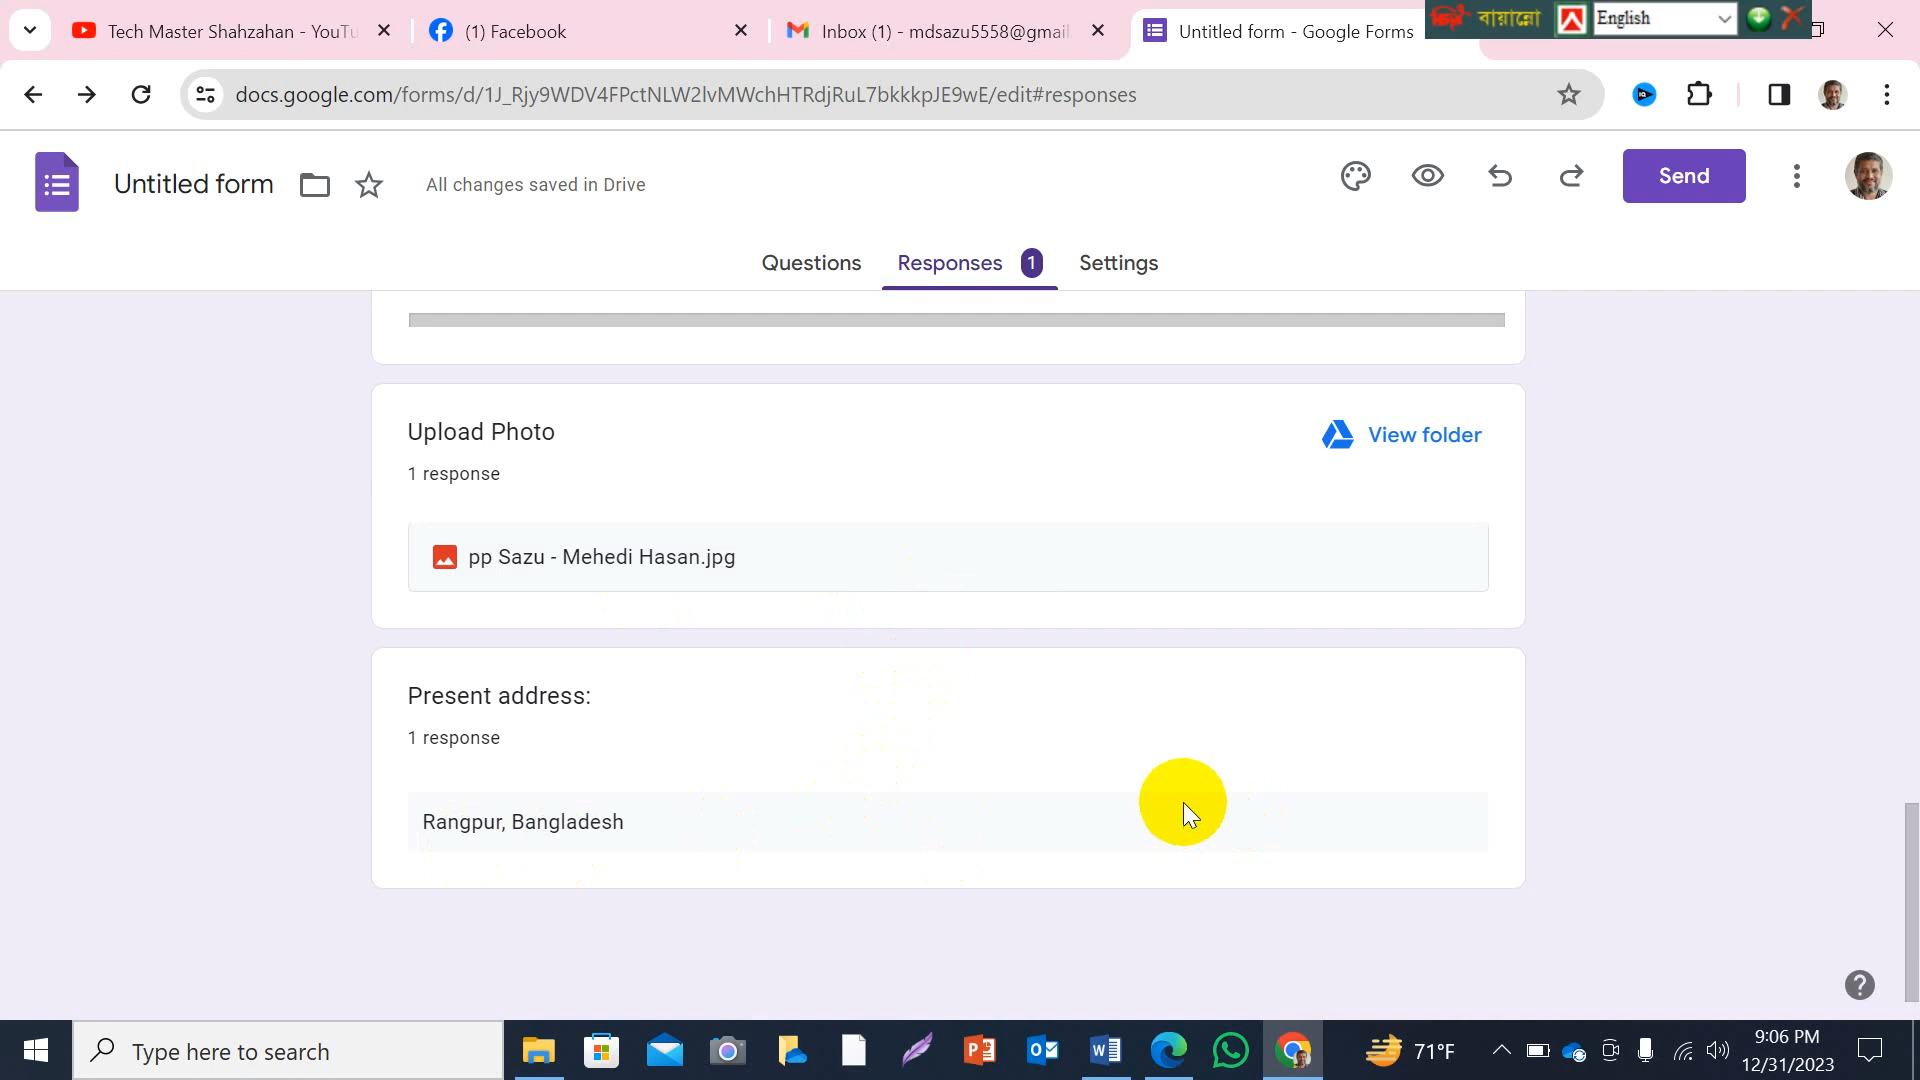 Tech Master Shahzahan - YouTu
(1) Facebook
Inbox (1) - mdsazu5558@gmail
Untitled form - Google Forms
বায়ান্নো
English
docs.google.com/forms/d/1J_Rjy9WDV4FPctNLW2lvMWchHTRdjRuL7bkkkpJE9wE/edit#responses
Untitled form
All changes saved in Drive
Send
Questions
Responses 1
Settings
Upload Photo
View folder
1 response
pp Sazu - Mehedi Hasan.jpg
Present address:
1 response
Rangpur, Bangladesh
Type here to search
71°F
9:06 PM
12/31/2023